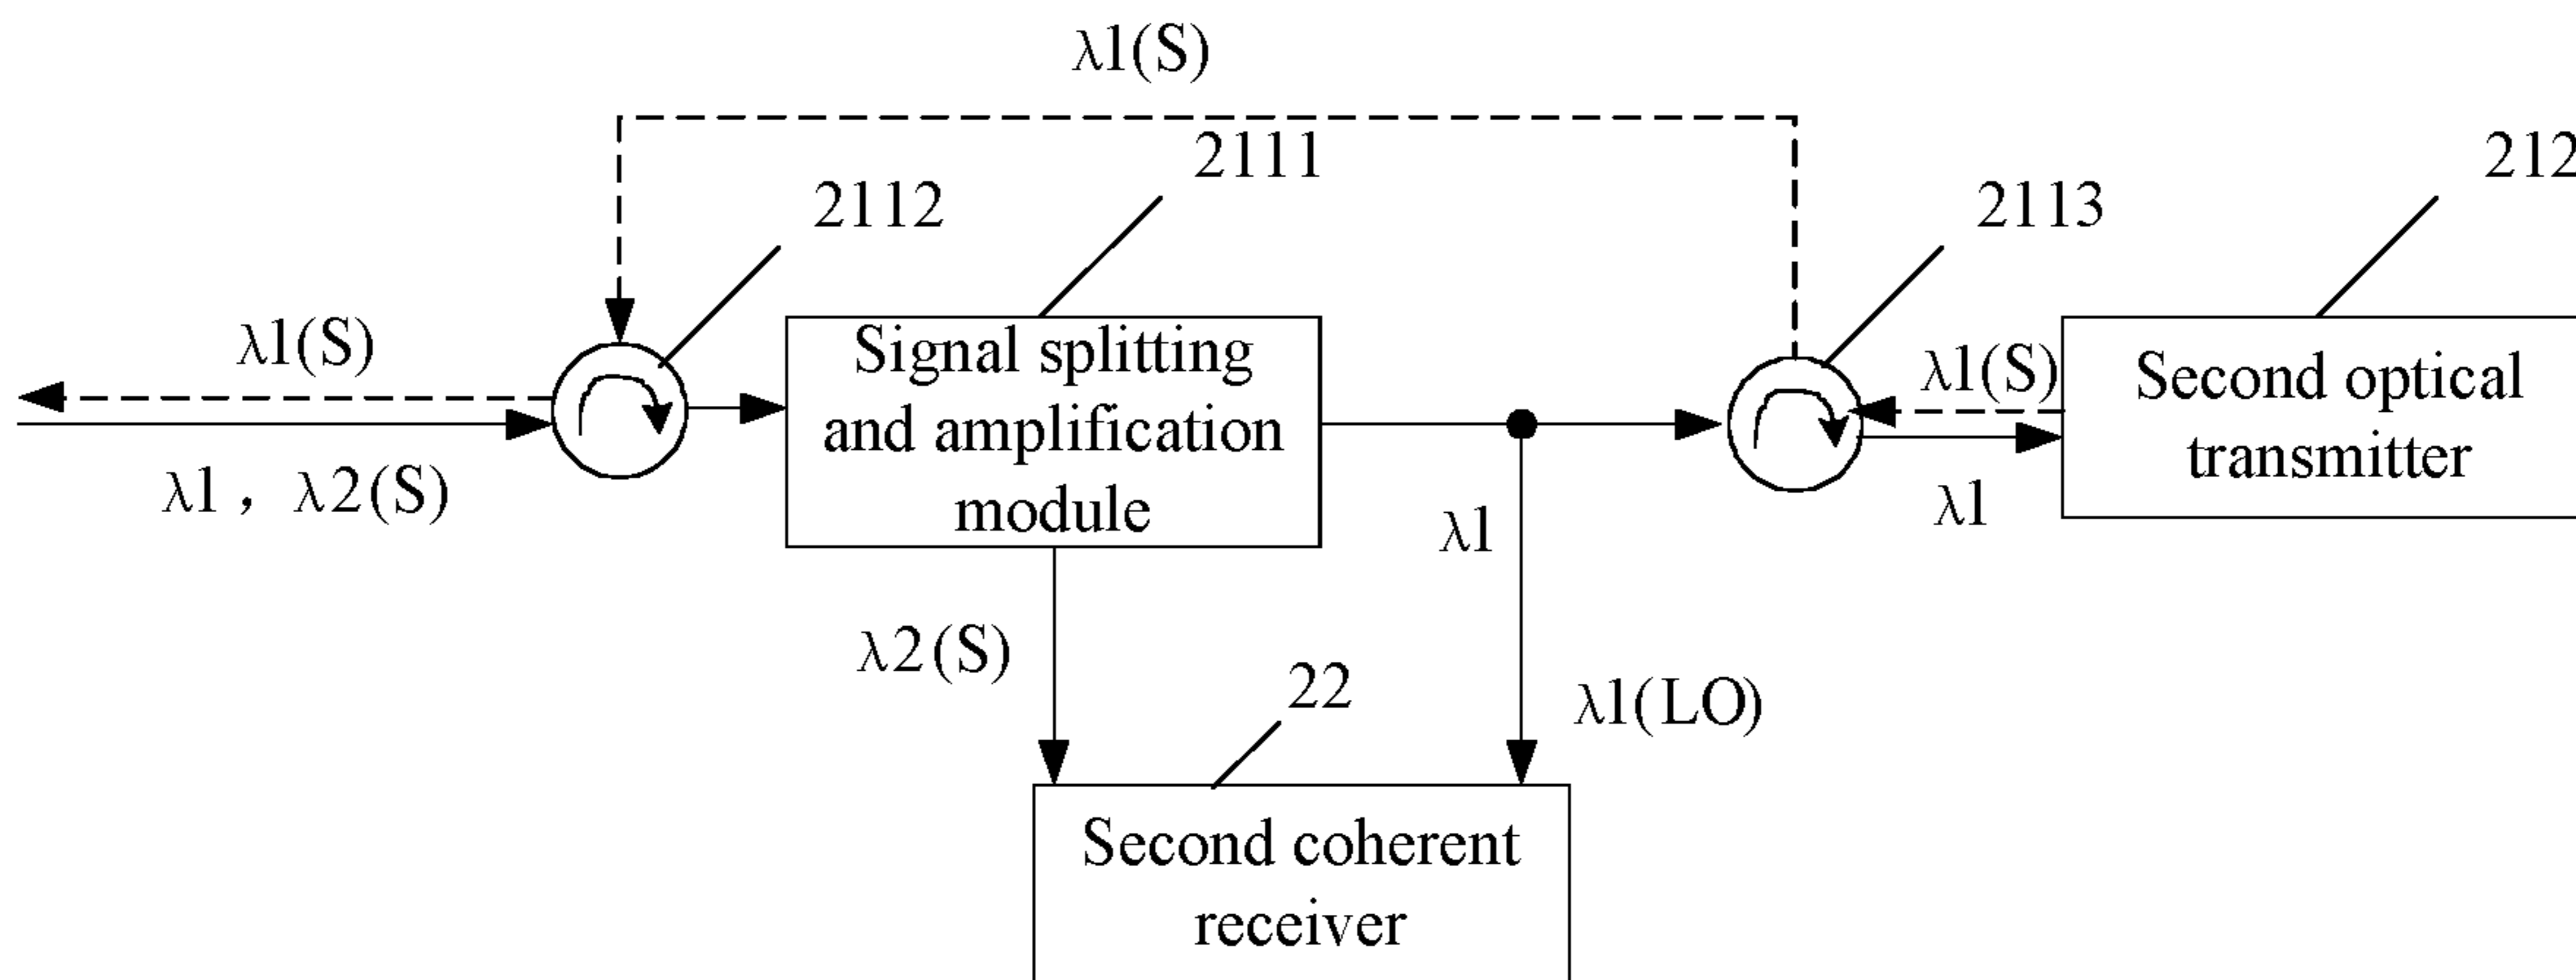 λ1(S)
2111
212
2112
2113
λ1(S)
Signal splitting
and amplification
module
λ1(S)
Second optical
transmitter
λ1 , λ2(S)
λ1
λ1
λ2(S)
22
λ1(LO)
Second coherent
receiver